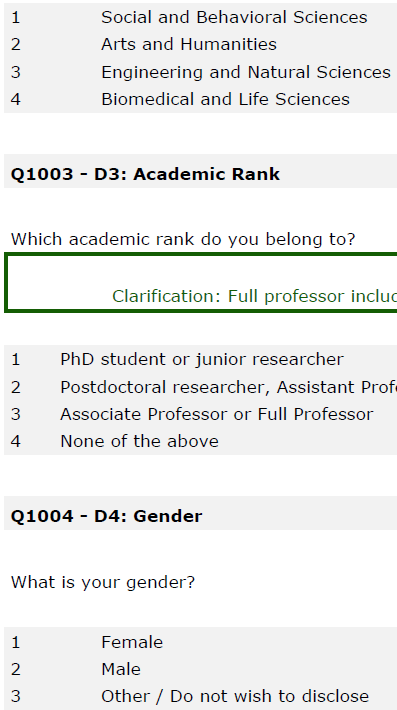 1 Social and Behavioral Sciences
2 Arts and Humanities
3 Engineering and Natural Sciences
4 Biomedical and Life Sciences
Q1003 - D3: Academic Rank
Which academic rank do you belong to?
Clarification: Full professor
1 PhD student or junior researcher
2 Postdoctoral researcher, Assistant
3 Associate Professor or Full Professor
4 None of the above
Q1004 - D4: Gender
What is your gender?
1 Female
2 Male
3 Other / Do not wish to disclose